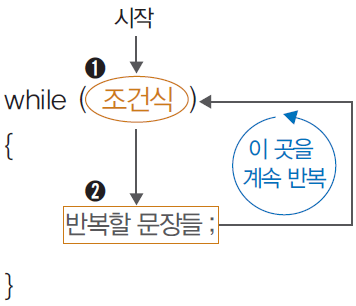 시작
❶
while (조건식)
{
이 곳을
계속 반복
❷
반복할 문장들 ;
}